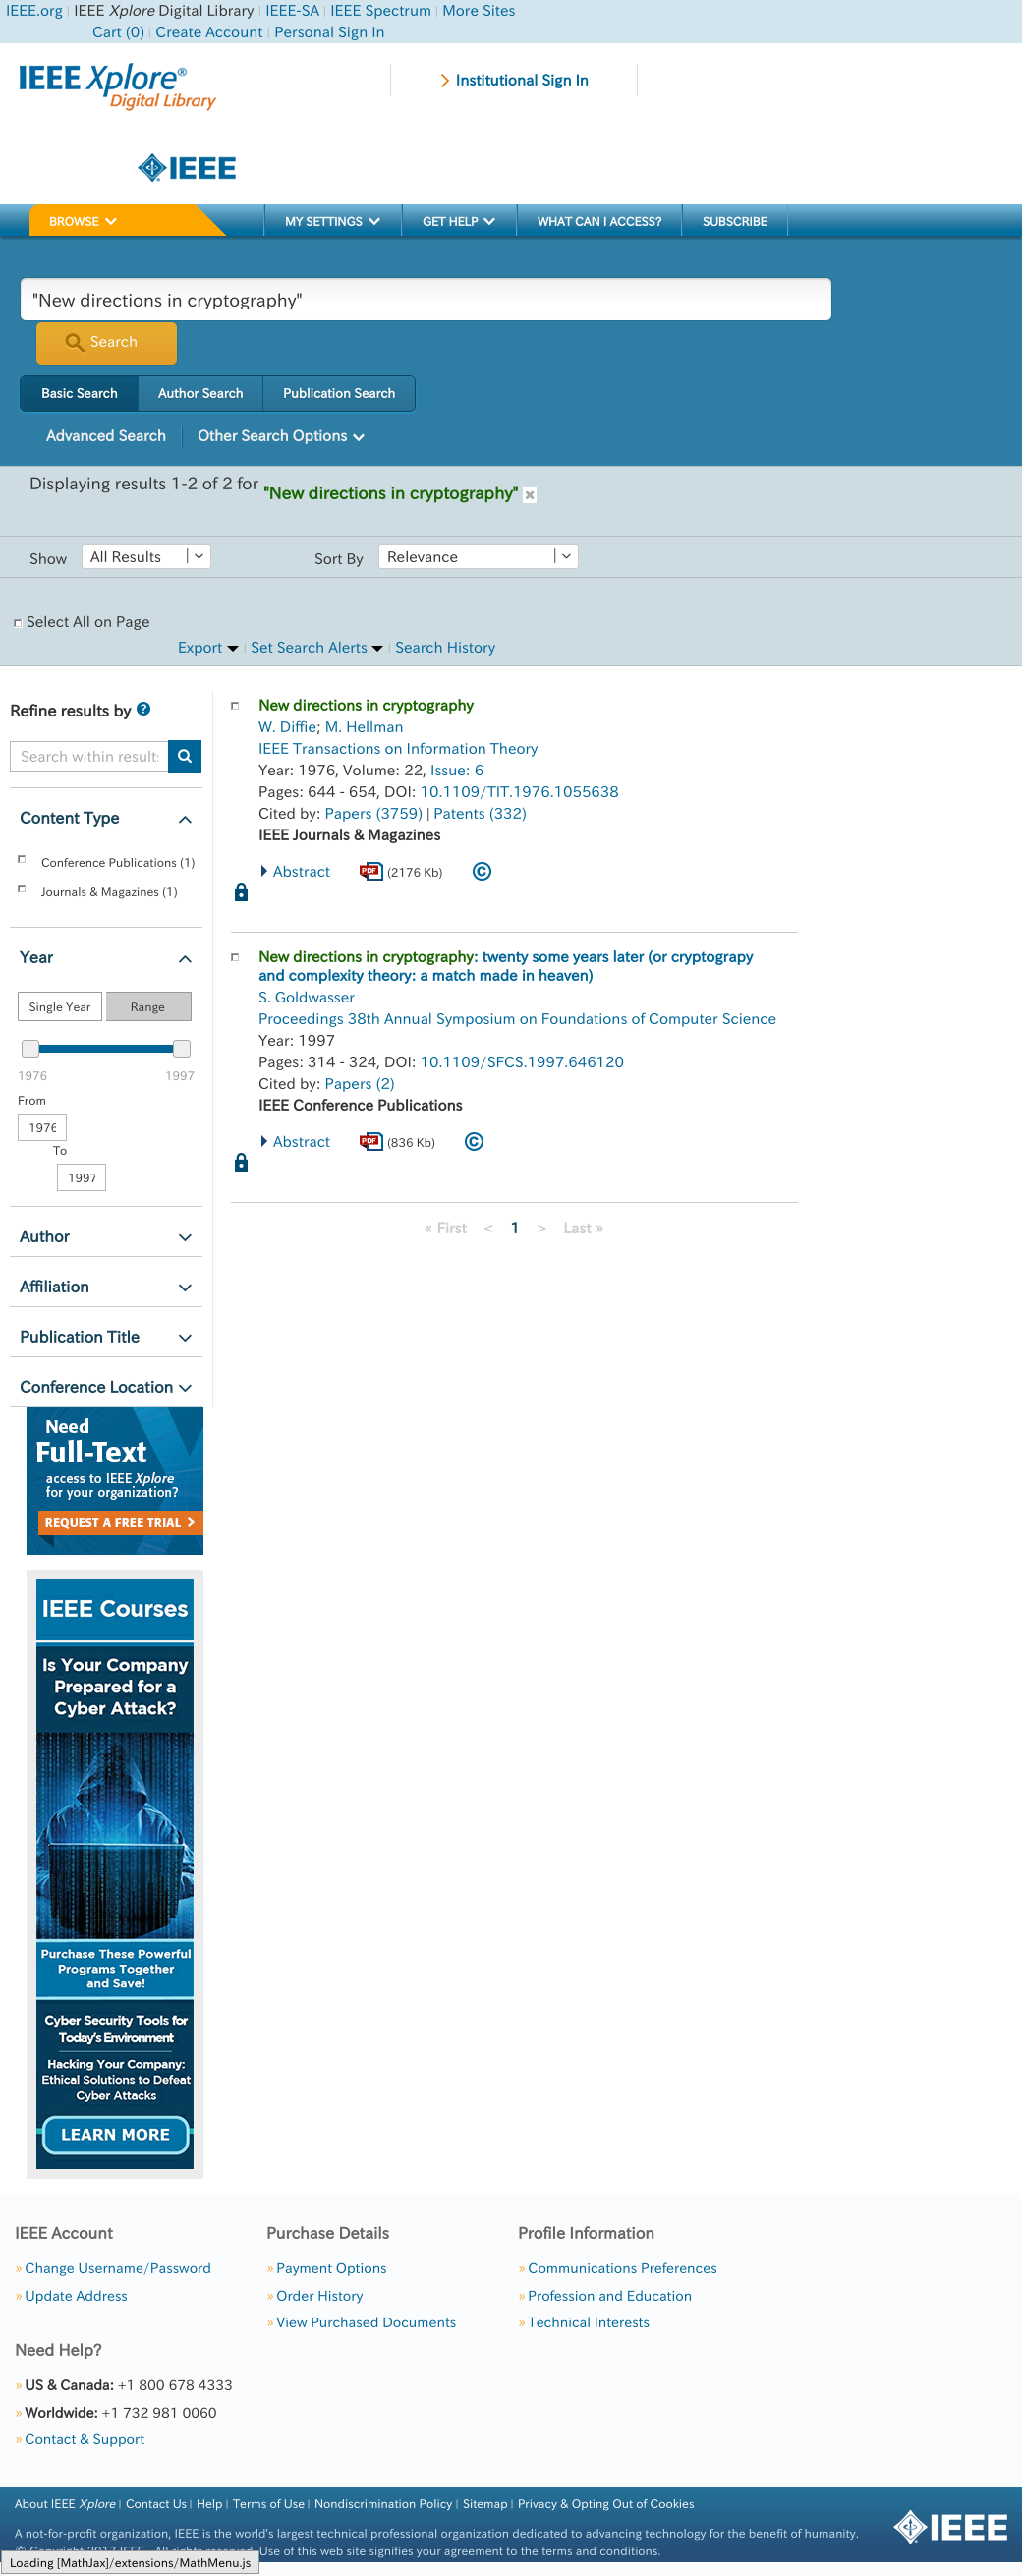 IEEE.org | IEEE Xplore Digital Library | IEEE-SA | IEEE Spectrum | More Sites
Cart (0) | Create Account | Personal Sign In
IEEE Xplore®
Digital Library
Institutional Sign In
IEEE
BROWSE
MY SETTINGS
GET HELP
WHAT CAN I ACCESS?
SUBSCRIBE
"New directions in cryptography"
Search
Basic Search
Author Search
Publication Search
Advanced Search
Other Search Options
Displaying results 1-2 of 2 for
"New directions in cryptography"
Show All Results
Sort By Relevance
Select All on Page
Export | Set Search Alerts | Search History
Refine results by ?
Search within results
Content Type
Conference Publications (1)
Journals & Magazines (1)
Year
Single Year Range
1976 1997
From
1976
To
1997
Author
Affiliation
Publication Title
Conference Location
New directions in cryptography
W. Diffie; M. Hellman
IEEE Transactions on Information Theory
Year: 1976, Volume: 22, Issue: 6
Pages: 644 - 654, DOI: 10.1109/TIT.1976.1055638
Cited by: Papers (3759) | Patents (332)
IEEE Journals & Magazines
Abstract PDF (2176 Kb) ©
New directions in cryptography: twenty some years later (or cryptograpy
and complexity theory: a match made in heaven)
S. Goldwasser
Proceedings 38th Annual Symposium on Foundations of Computer Science
Year: 1997
Pages: 314 - 324, DOI: 10.1109/SFCS.1997.646120
Cited by: Papers (2)
IEEE Conference Publications
Abstract PDF (836 Kb) ©
« First < 1 > Last »
Need
Full-Text
access to IEEE Xplore
for your organization?
REQUEST A FREE TRIAL
IEEE Courses
Is Your Company
Prepared for a
Cyber Attack?
Purchase These Powerful
Programs Together
and Save!
Cyber Security Tools for
Today's Environment
Hacking Your Company:
Ethical Solutions to Defeat
Cyber Attacks
LEARN MORE
IEEE Account
» Change Username/Password
» Update Address
Purchase Details
» Payment Options
» Order History
» View Purchased Documents
Profile Information
» Communications Preferences
» Profession and Education
» Technical Interests
Need Help?
» US & Canada: +1 800 678 4333
» Worldwide: +1 732 981 0060
» Contact & Support
About IEEE Xplore | Contact Us | Help | Terms of Use | Nondiscrimination Policy | Sitemap | Privacy & Opting Out of Cookies
IEEE
A not-for-profit organization, IEEE is the world's largest technical professional organization dedicated to advancing technology for the benefit of humanity.
© Copyright 2017 IEEE - All rights reserved. Use of this web site signifies your agreement to the terms and conditions.
Loading [MathJax]/extensions/MathMenu.js